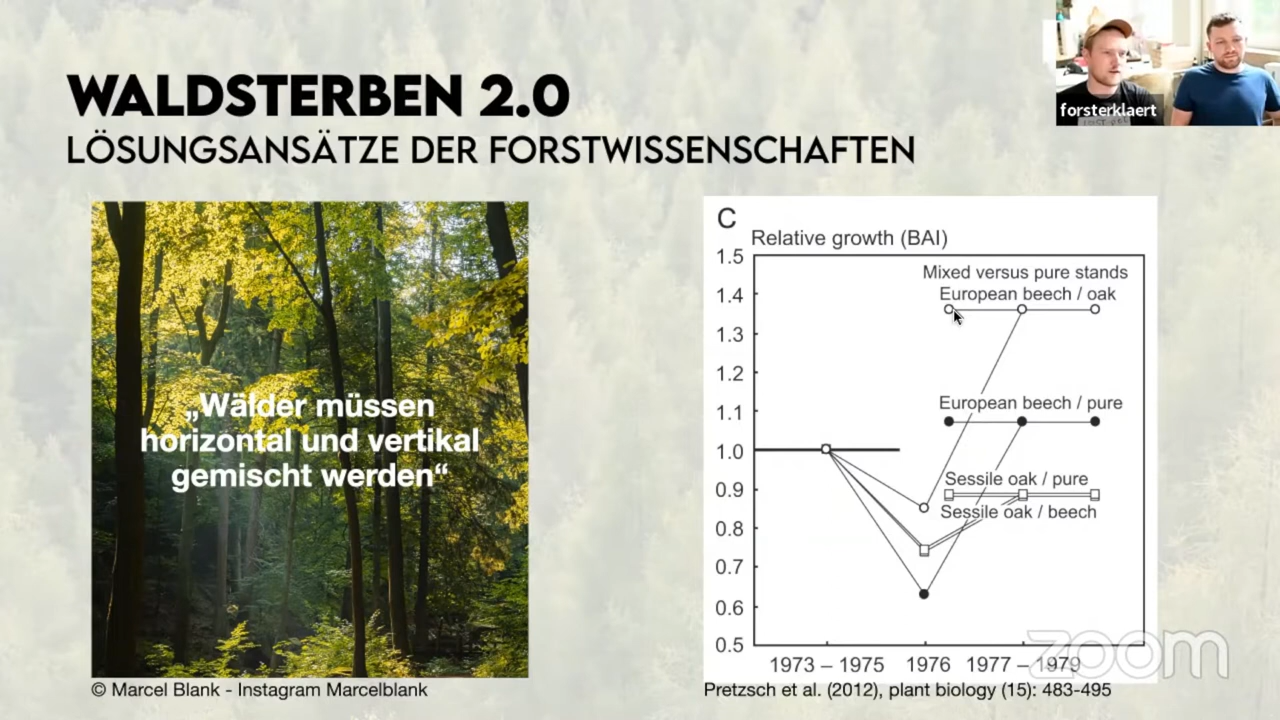 WALDSTERBEN 2.0
LÖSUNGSANSÄTZE DER FORSTWISSENSCHAFTEN
forsterklaert
„Wälder müssen
horizontal und vertikal
gemischt werden“
© Marcel Blank - Instagram Marcelblank
C
Relative growth (BAI)
1.5
Mixed versus pure stands
1.4
European beech / oak
1.3
1.2
1.1
European beech / pure
1.0
Sessile oak / pure
0.9
Sessile oak / beech
0.8
0.7
0.6
0.5
1973 – 1975 1976 1977 – 1979
zoom
Pretzsch et al. (2012), plant biology (15): 483-495